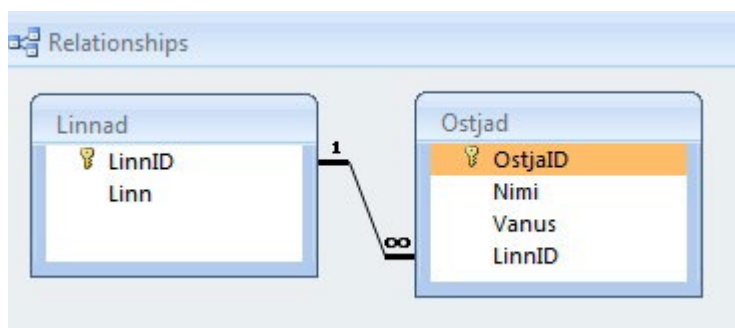 Relationships
Linnad
LinnID
Linn
1
∞
Ostjad
OstjaID
Nimi
Vanus
LinnID